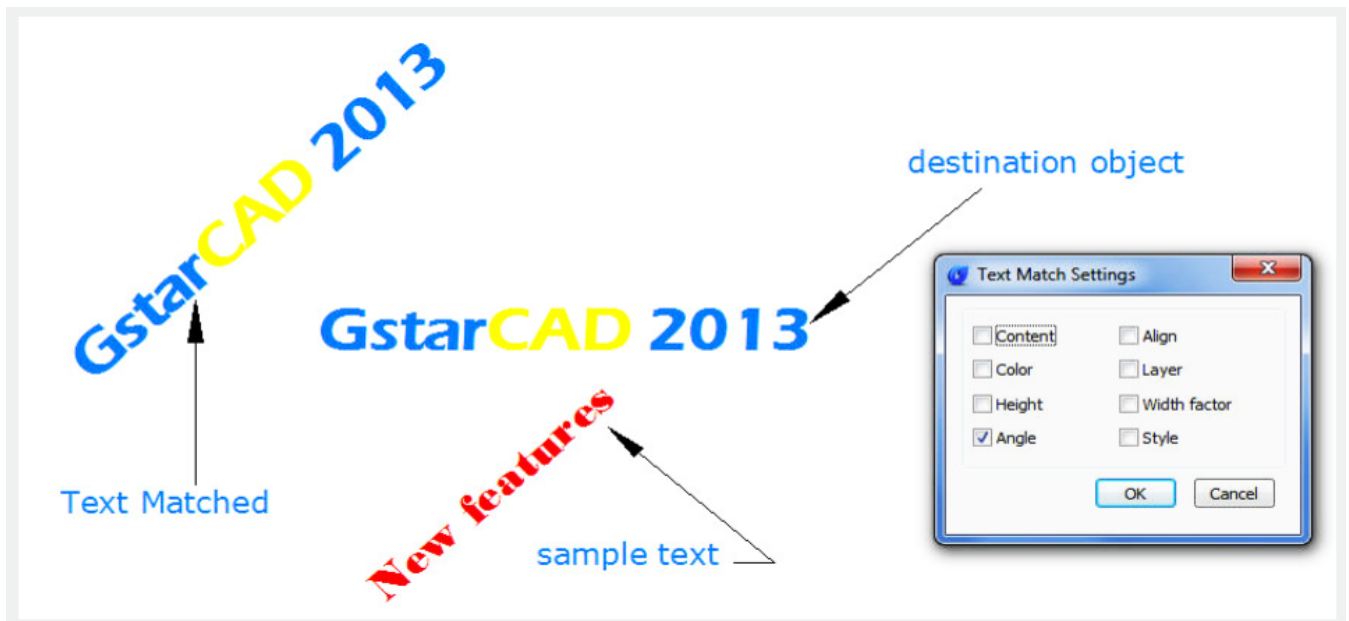 GstarCAD 2013
destination object
Text Match Settings
Content
Align
Color
Layer
GstarCAD 2013
Height
Width factor
Angle
Style
New features
OK
Cancel
Text Matched
sample text